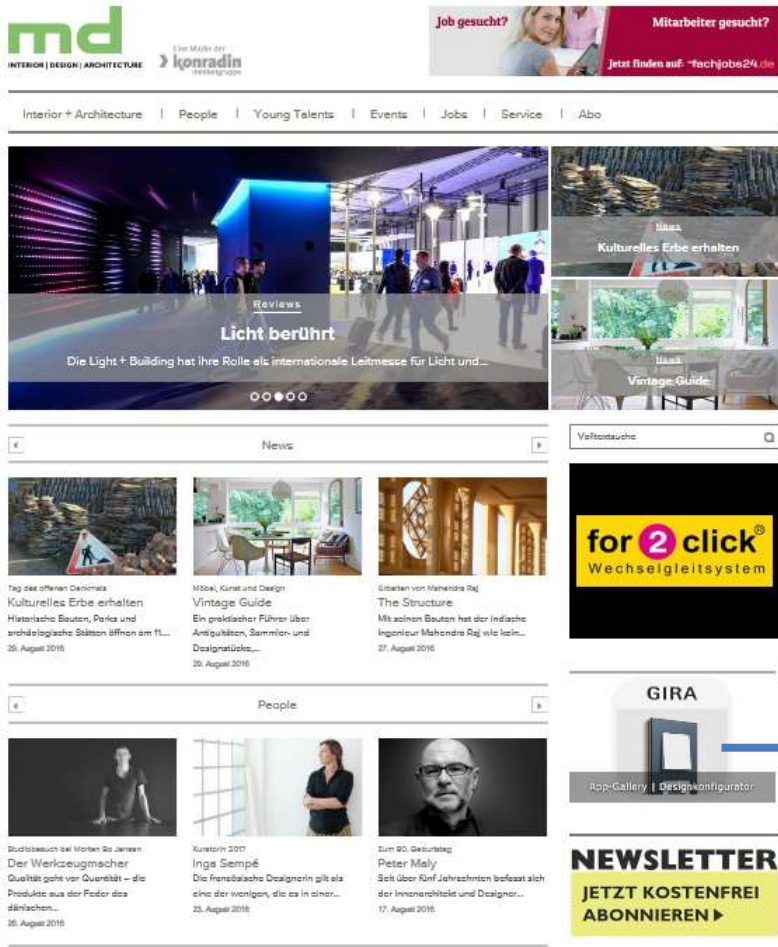 md
INTERIOR | DESIGN | ARCHITECTURE
Eine Marke der
konradin
mediengruppe
Job gesucht?
Mitarbeiter gesucht?
Jetzt finden auf: fachjobs24.de
Interior + Architecture | People | Young Talents | Events | Jobs | Service | Abo
Reviews
Licht berührt
Die Light + Building hat ihre Rolle als internationale Leitmesse für Licht und...
News
Kulturelles Erbe erhalten
News
Vintage Guide
News
Volltextsuche
Tag des offenen Denkmals
Kulturelles Erbe erhalten
Historische Bauten, Parks und
archäologische Stätten öffnen am 11....
29. August 2016
Möbel, Kunst und Design
Vintage Guide
Ein praktischer Führer über
Antiquitäten, Sammler- und
Designstücke,...
29. August 2016
Arbeiten von Mahendra Raj
The Structure
Mit seinen Bauten hat der indische
Ingenieur Mahendra Raj wie kein...
27. August 2016
for 2 click®
Wechselgleitsystem
People
Studiobesuch bei Morten Bo Jensen
Der Werkzeugmacher
Qualität geht vor Quantität – die
Produkte aus der Feder des
dänischen...
26. August 2016
Kuratorin 2017
Inga Sempé
Die französische Designerin gilt als
eine der wenigen, die es in einer...
23. August 2016
Zum 80. Geburtstag
Peter Maly
Seit über fünf Jahrzehnten befasst sich
der Innenarchitekt und Designer...
17. August 2016
GIRA
App-Gallery | Designkonfigurator
NEWSLETTER
JETZT KOSTENFREI
ABONNIEREN